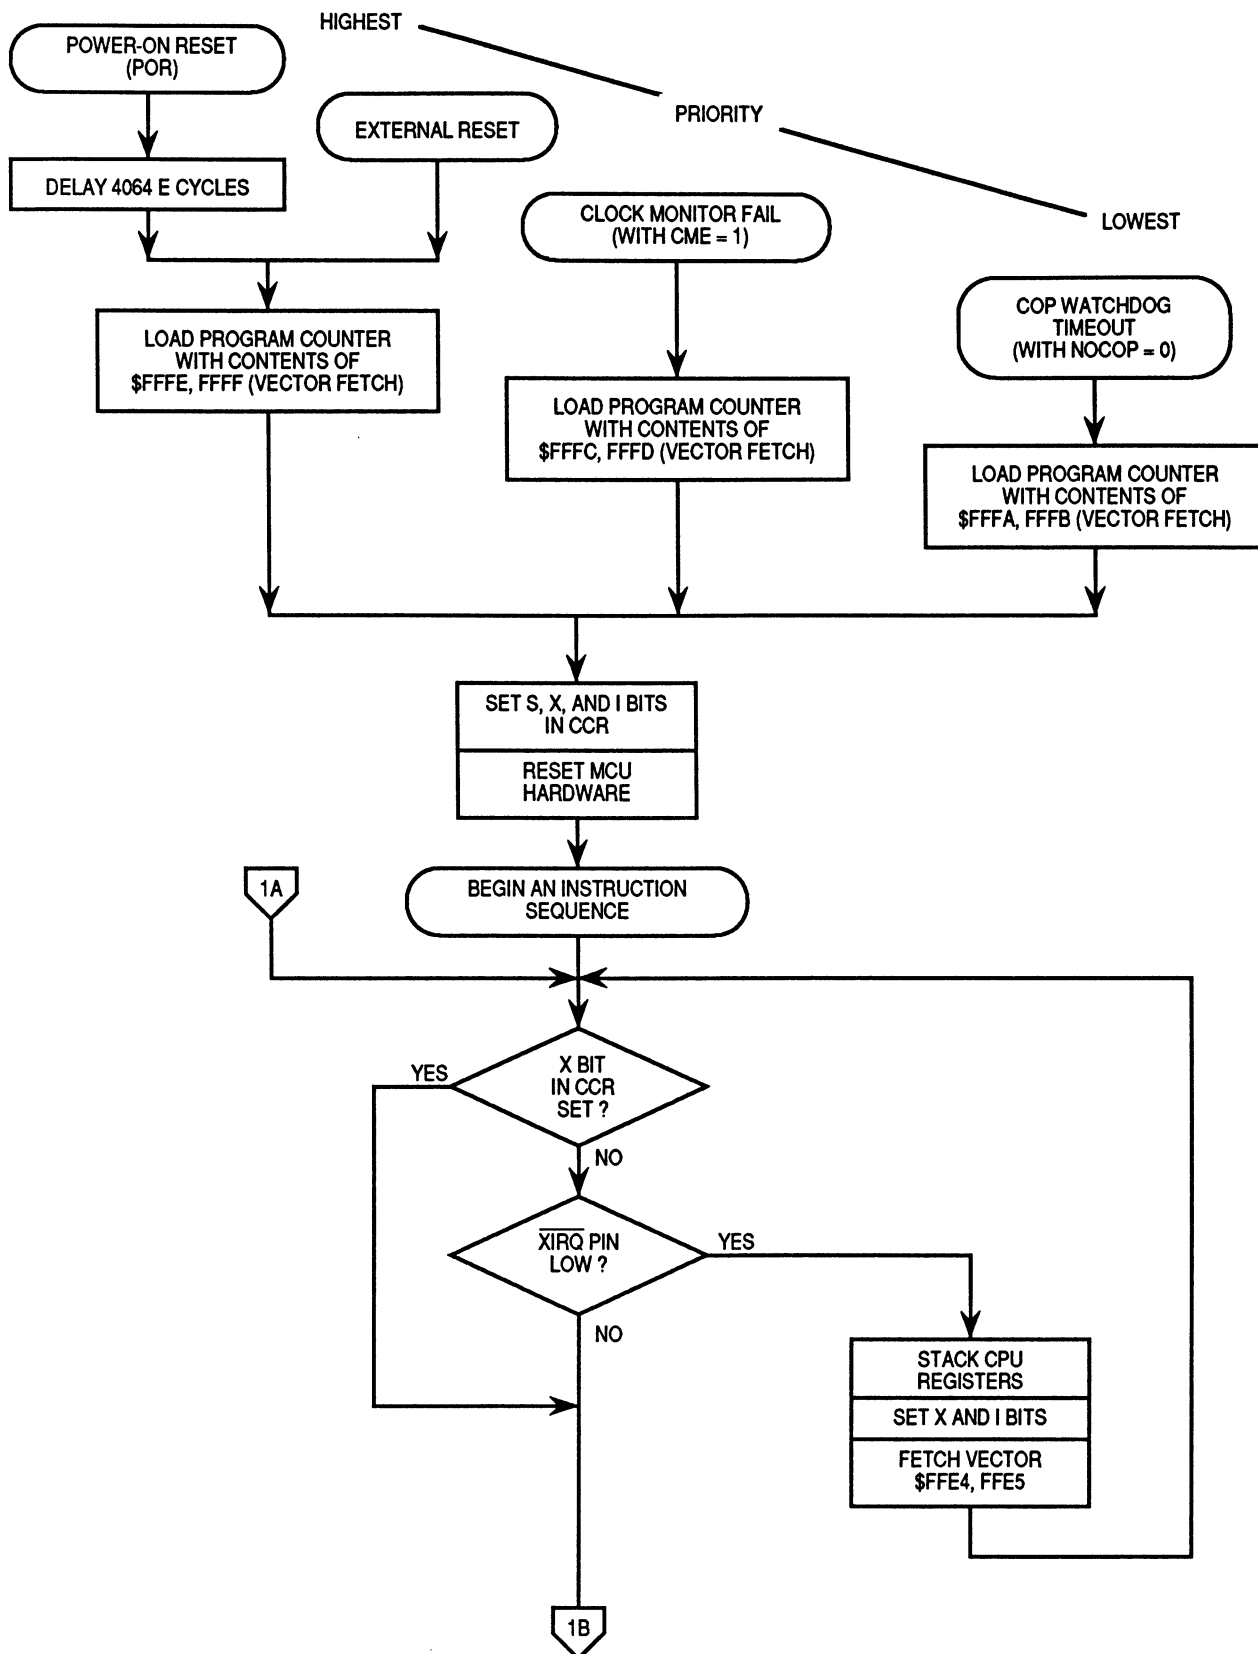 HIGHEST
POWER-ON RESET
(POR)
PRIORITY
EXTERNAL RESET
DELAY 4064 E CYCLES
CLOCK MONITOR FAIL
(WITH CME = 1)
LOWEST
COP WATCHDOG
TIMEOUT
(WITH NOCOP = 0)
LOAD PROGRAM COUNTER
WITH CONTENTS OF
$FFFE, FFFF (VECTOR FETCH)
LOAD PROGRAM COUNTER
WITH CONTENTS OF
$FFFC, FFFD (VECTOR FETCH)
LOAD PROGRAM COUNTER
WITH CONTENTS OF
$FFFA, FFFB (VECTOR FETCH)
SET S, X, AND I BITS
IN CCR
RESET MCU
HARDWARE
1A
BEGIN AN INSTRUCTION
SEQUENCE
X BIT
IN CCR
SET ?
YES
NO
XIRQ PIN
LOW ?
YES
NO
STACK CPU
REGISTERS
SET X AND I BITS
FETCH VECTOR
$FFE4, FFE5
1B